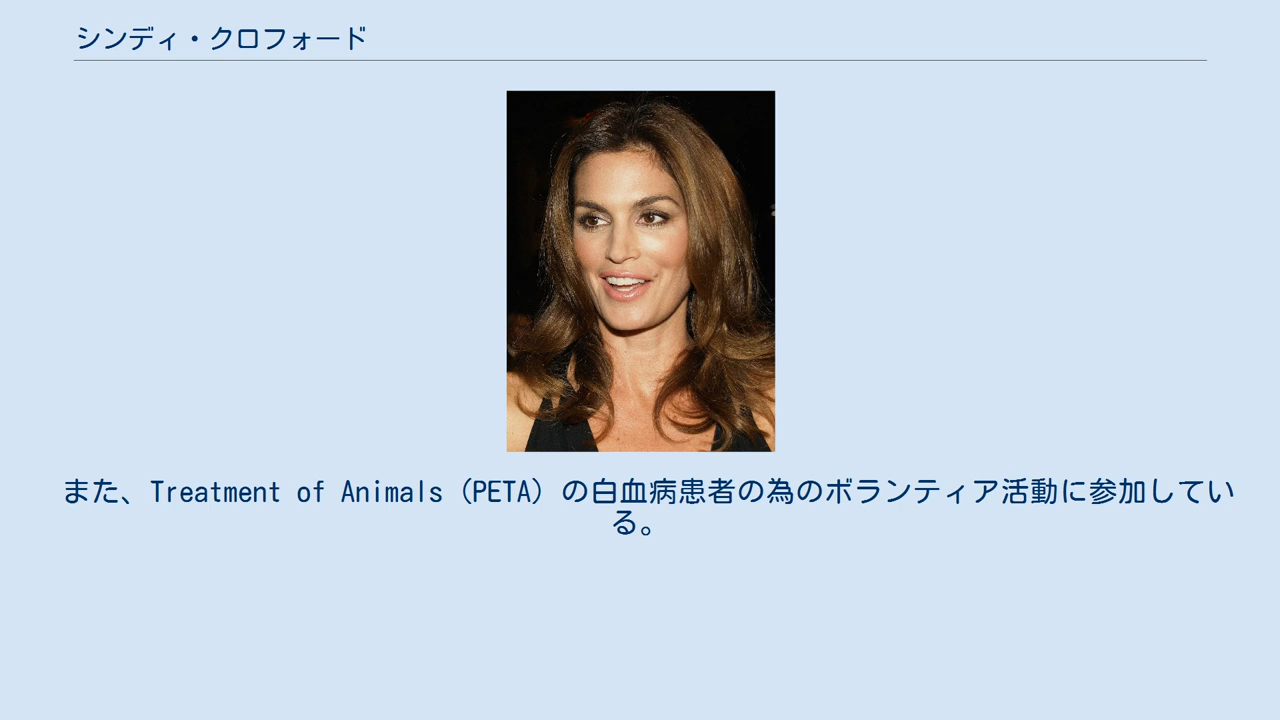 シンディ・クロフォード
また、Treatment of Animals（PETA）の白血病患者の為のボランティア活動に参加してい
る。